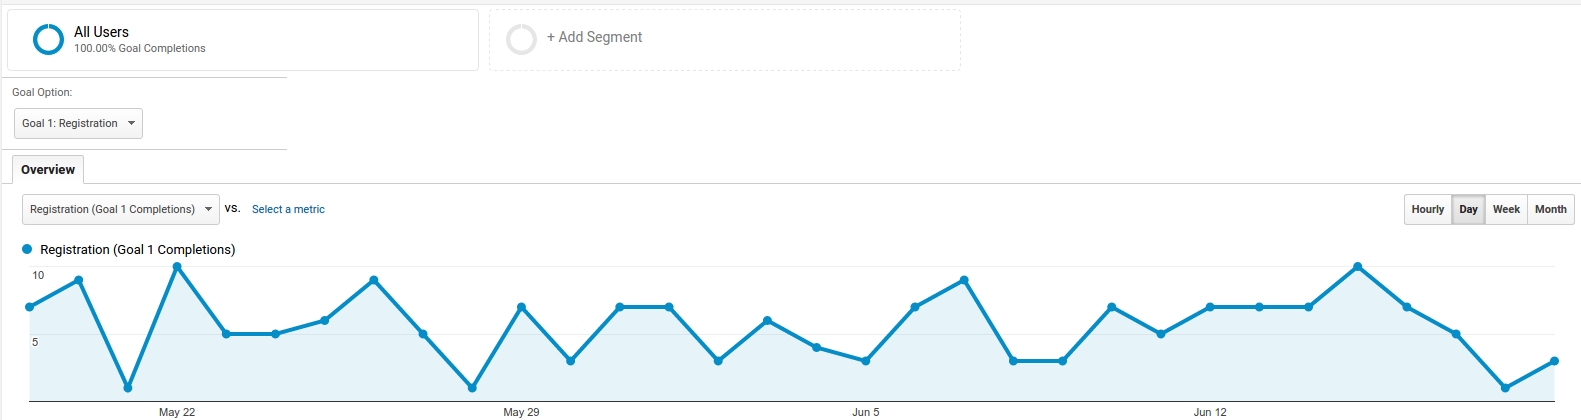 All Users
100.00% Goal Completions
+ Add Segment
Goal Option:
Goal 1: Registration
Overview
Registration (Goal 1 Completions) VS. Select a metric
Hourly Day Week Month
Registration (Goal 1 Completions)
10
5
May 22 May 29 Jun 5 Jun 12